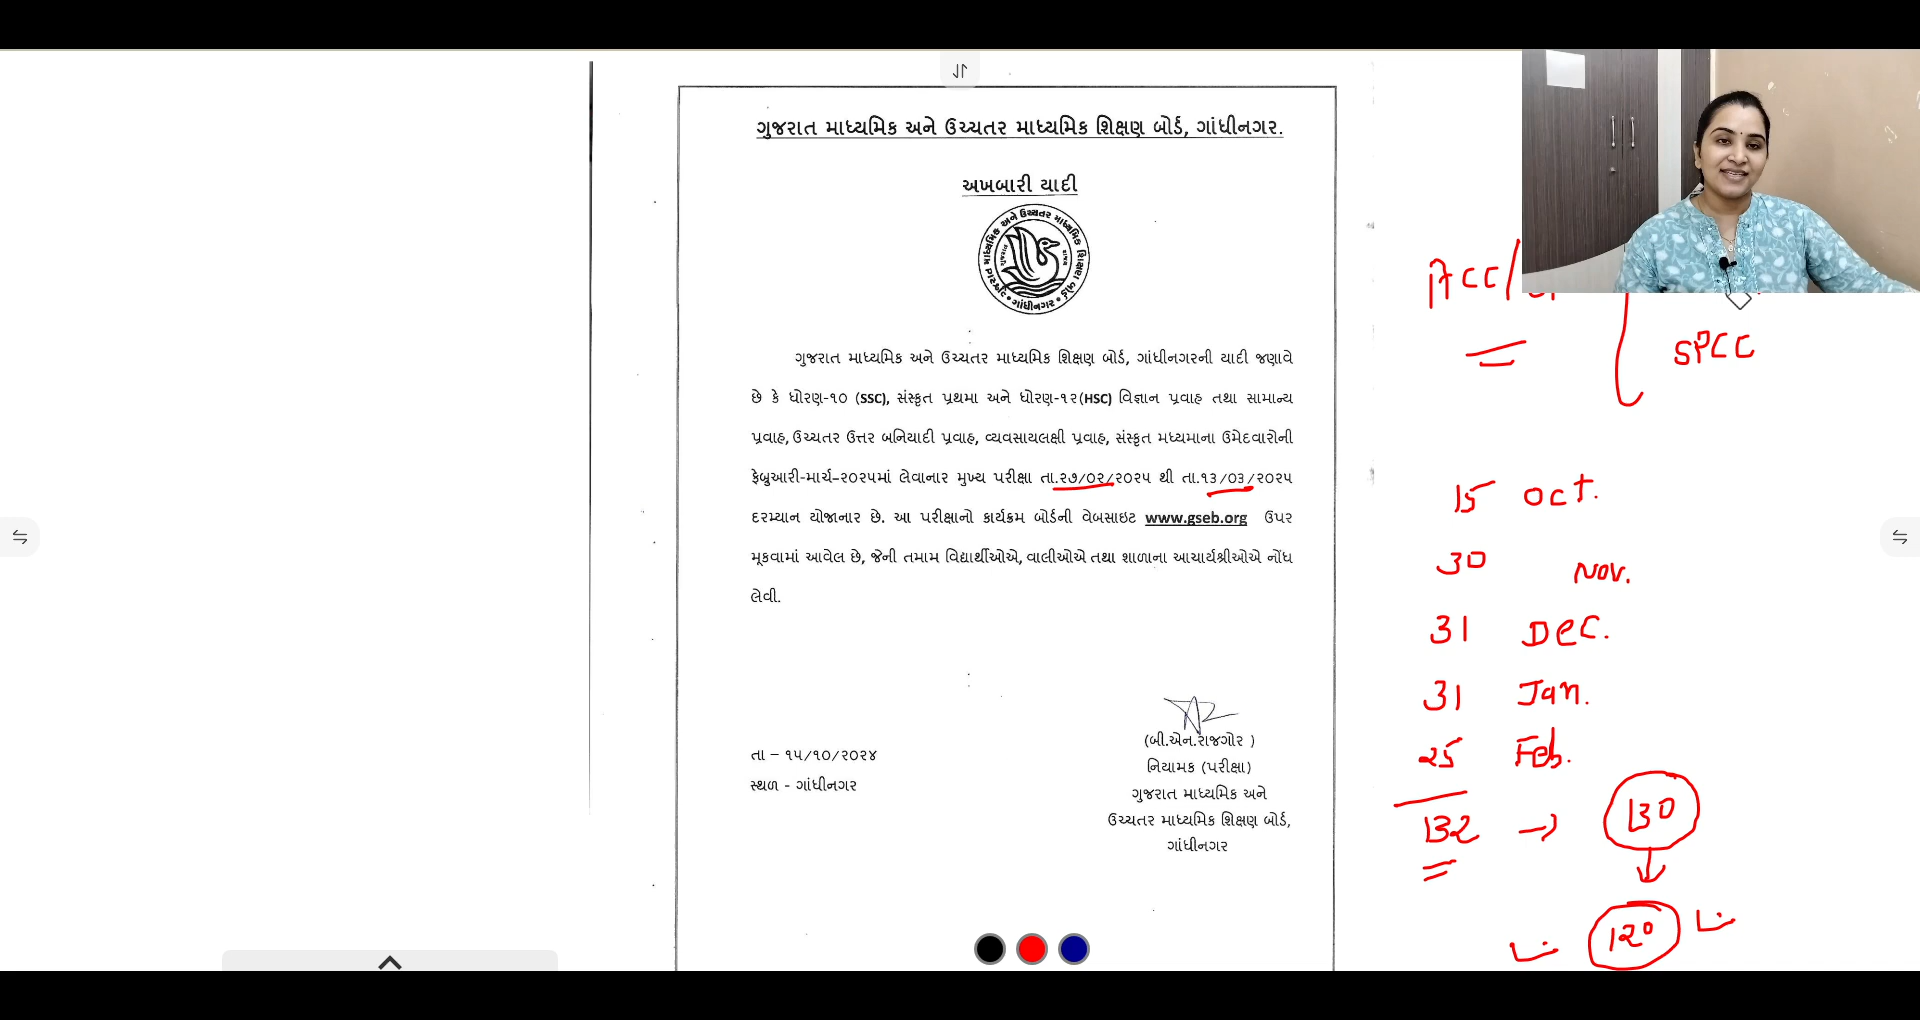 ગુજરાત માધ્યમિક અને ઉચ્ચતર માધ્યમિક શિક્ષણ બોર્ડ, ગાંધીનગર.
અખબારી યાદી
ગુજરાત માધ્યમિક અને ઉચ્ચતર માધ્યમિક શિક્ષણ બોર્ડ, ગાંધીનગરની યાદી જણાવે
છે કે ધોરણ-૧૦ (SSC), સંસ્કૃત પ્રથમા અને ધોરણ-૧૨(HSC) વિજ્ઞાન પ્રવાહ તથા સામાન્ય
પ્રવાહ, ઉચ્ચતર ઉત્તર બનિયાદી પ્રવાહ, વ્યવસાયલક્ષી પ્રવાહ, સંસ્કૃત મધ્યમાના ઉમેદવારોની
ફેબ્રુઆરી-માર્ચ–૨૦૨૫માં લેવાનાર મુખ્ય પરીક્ષા તા.૨૭/૦૨/૨૦૨૫ થી તા.૧૩/૦૩/૨૦૨૫
દરમ્યાન યોજાનાર છે. આ પરીક્ષાનો કાર્યક્રમ બોર્ડની વેબસાઇટ www.gseb.org ઉપર
મૂકવામાં આવેલ છે, જેની તમામ વિદ્યાર્થીઓએ, વાલીઓએ તથા શાળાના આચાર્યશ્રીઓએ નોંધ
લેવી.
તા – ૧૫/૧૦/૨૦૨૪
સ્થળ - ગાંધીનગર
(બી.એન.રાજગોર )
નિયામક (પરીક્ષા)
ગુજરાત માધ્યમિક અને
ઉચ્ચતર માધ્યમિક શિક્ષણ બોર્ડ,
ગાંધીનગર
ACC/
SPCC
15 Oct.
30 Nov.
31 Dec.
31 Jan.
25 Feb.
132 → 130
120